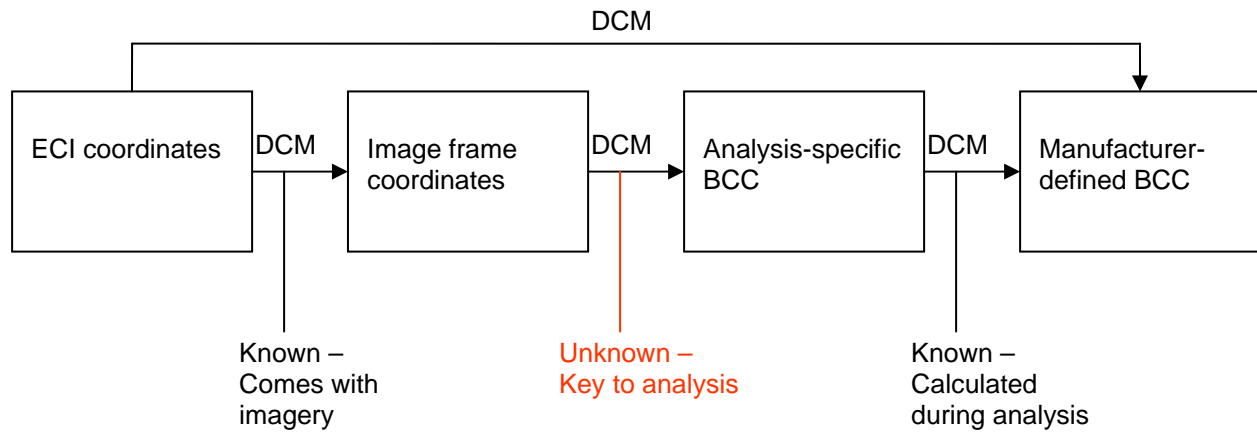 DCM
ECI coordinates
DCM
Image frame
coordinates
DCM
Analysis-specific
BCC
DCM
Manufacturer-
defined BCC
Known –
Comes with
imagery
Unknown –
Key to analysis
Known –
Calculated
during analysis